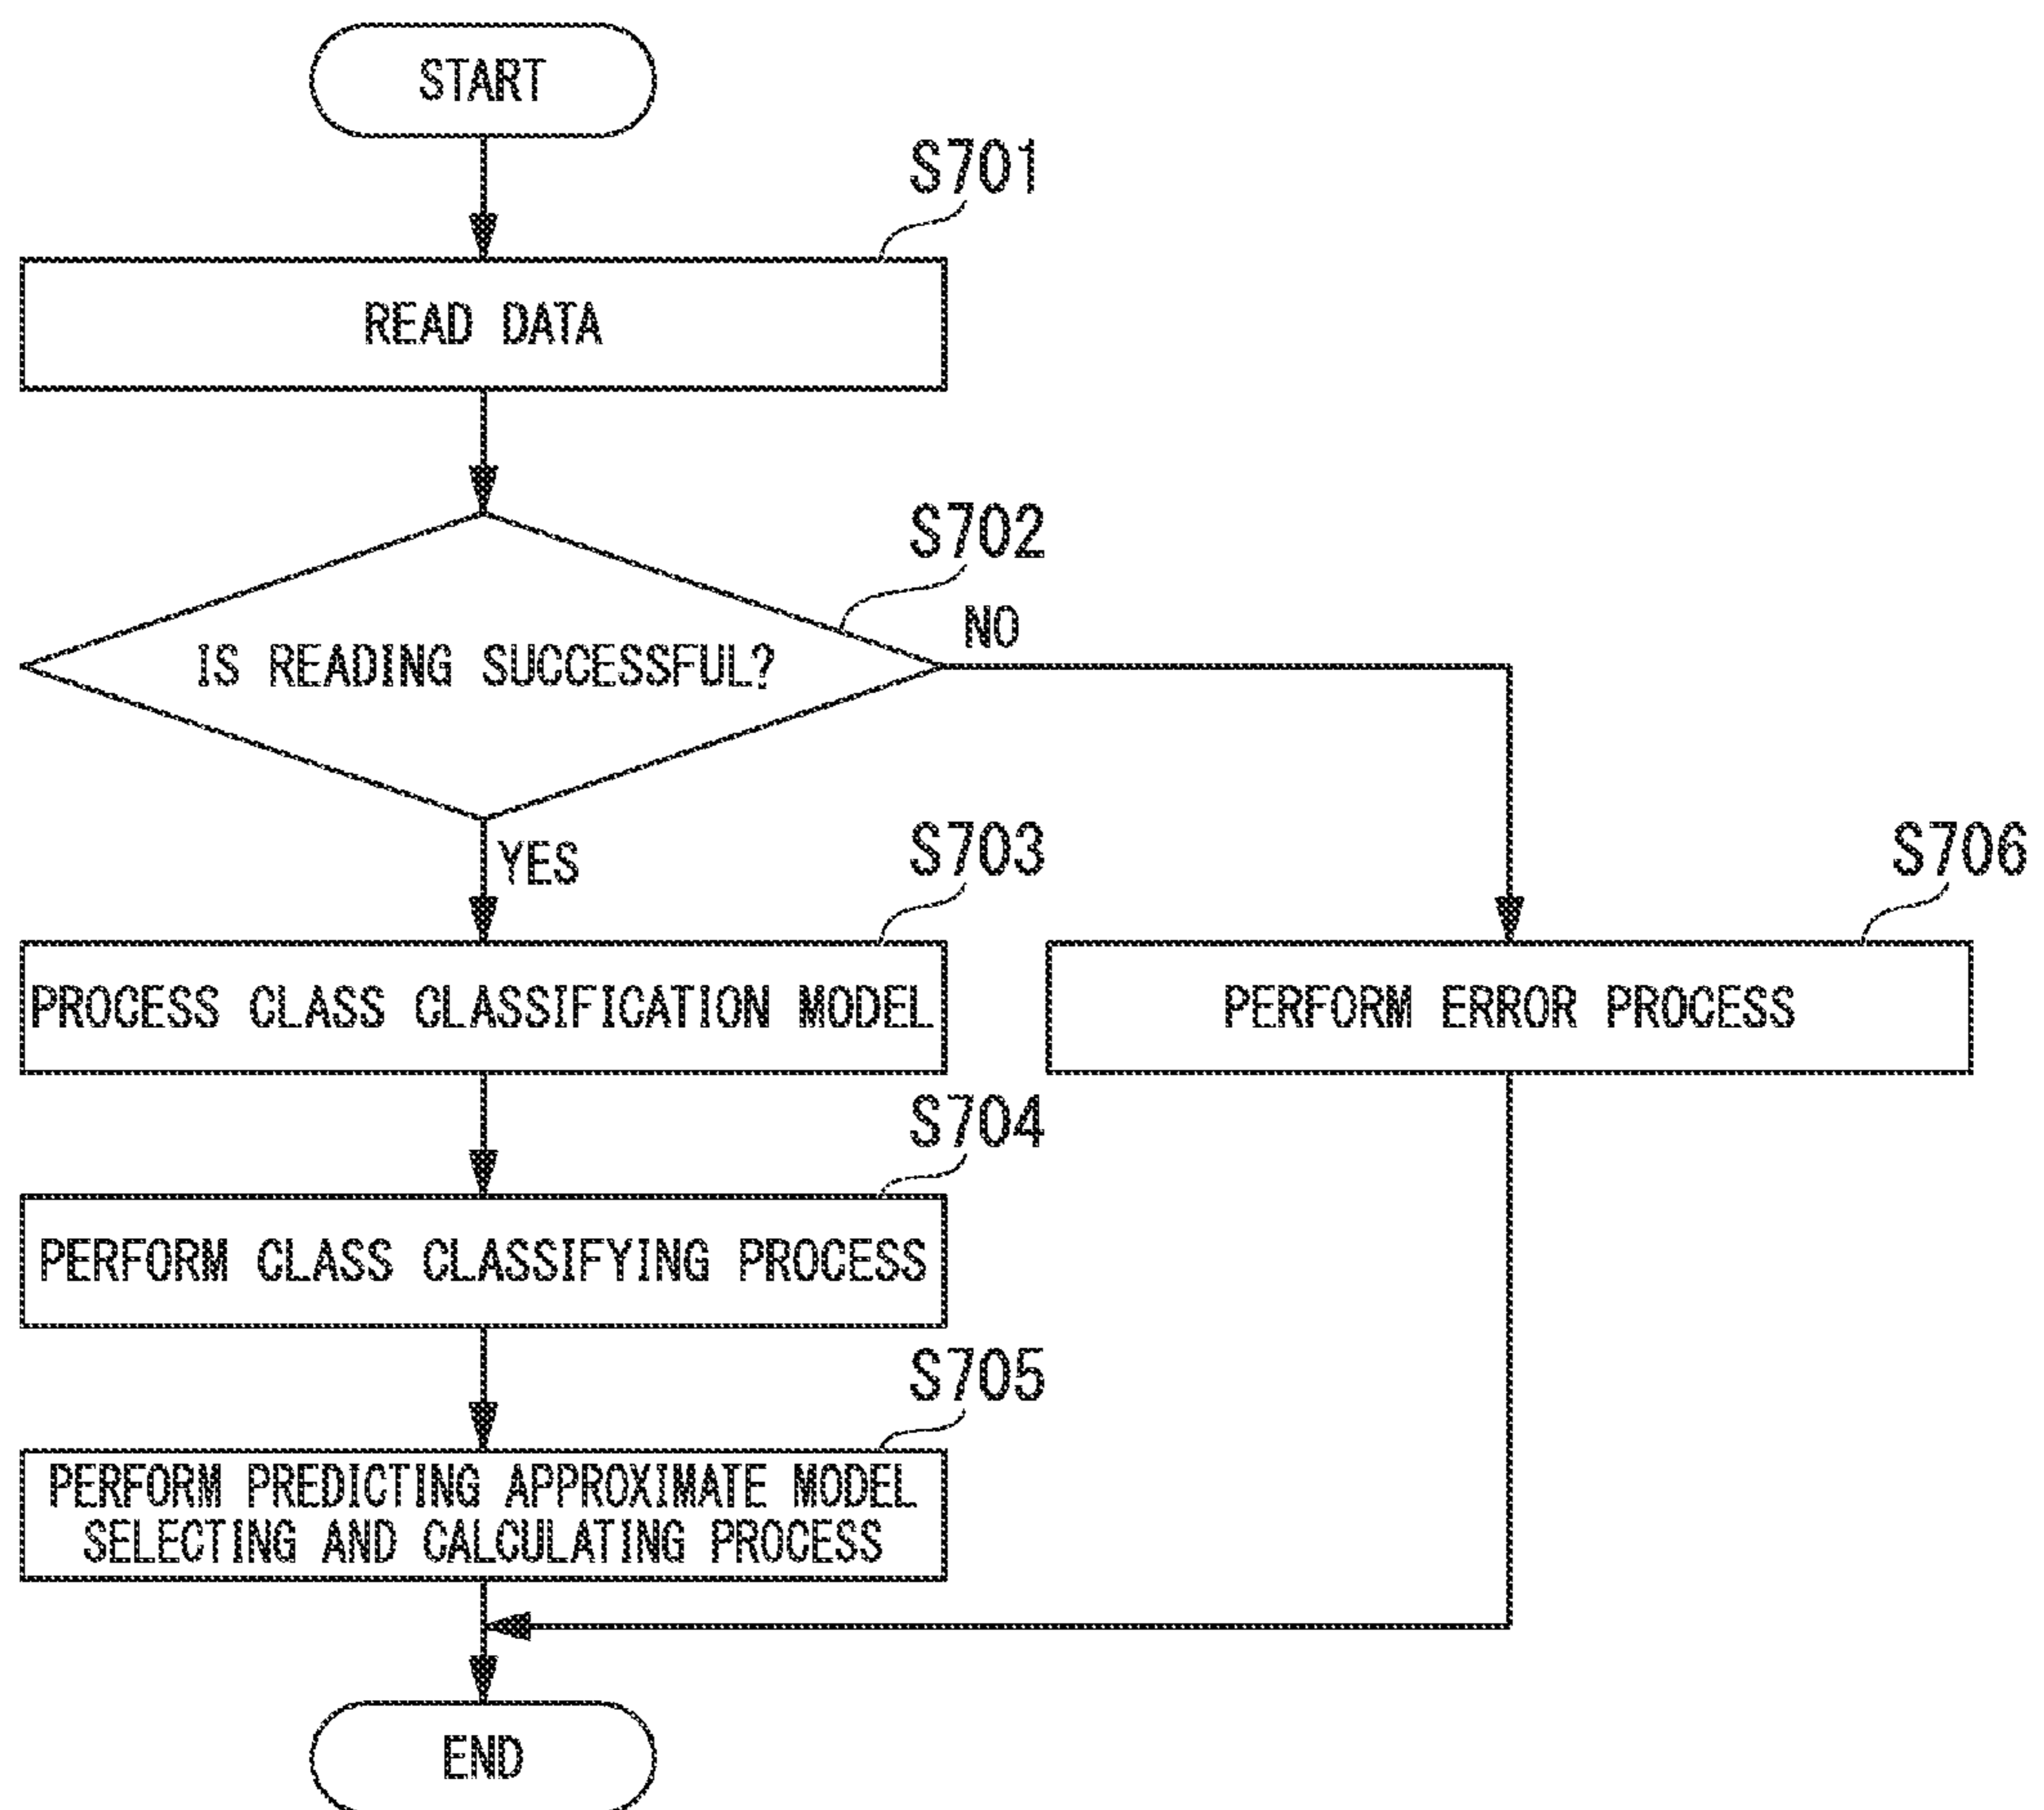 START
S701
READ DATA
S702
NO
IS READING SUCCESSFUL?
YES
S703
S706
PROCESS CLASS CLASSIFICATION MODEL
PERFORM ERROR PROCESS
S704
PERFORM CLASS CLASSIFYING PROCESS
S705
PERFORM PREDICTING APPROXIMATE MODEL
SELECTING AND CALCULATING PROCESS
END